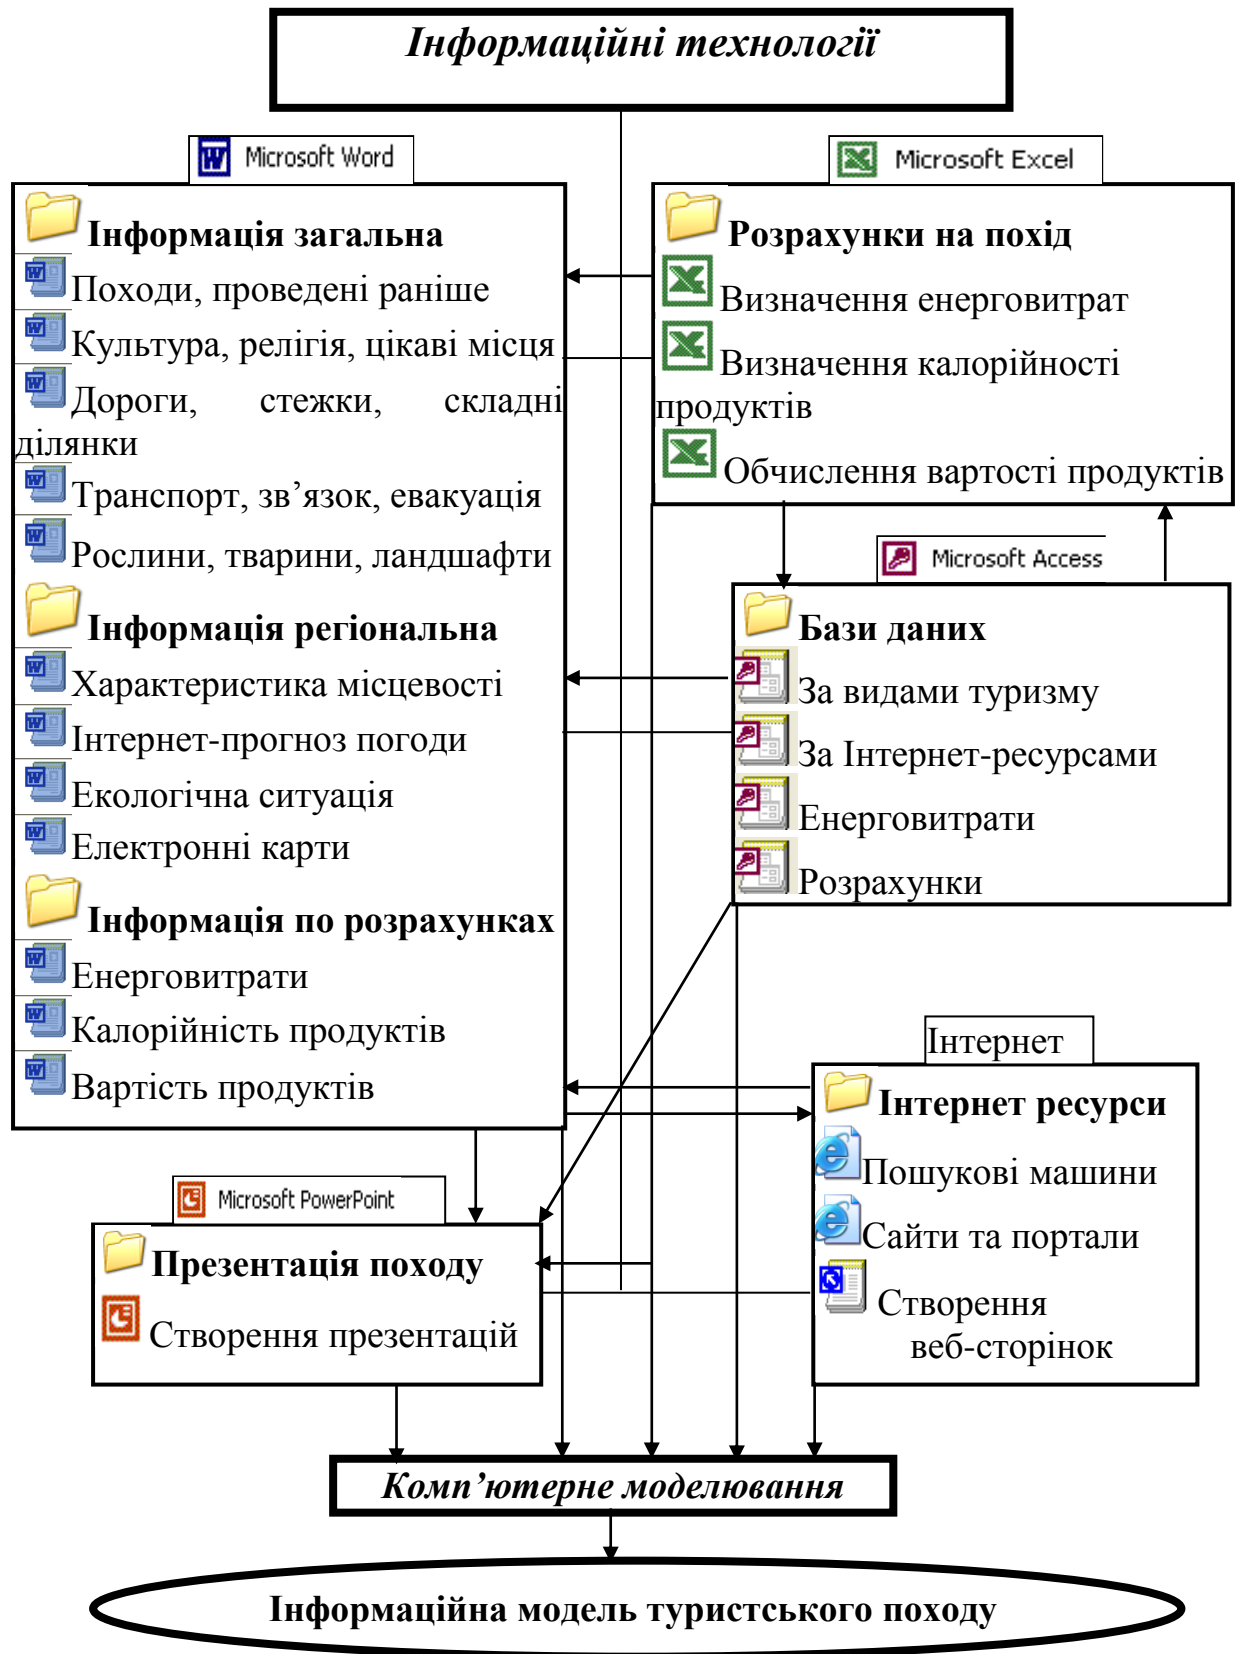 Інформаційні технології
Microsoft Word
Інформація загальна
Походи, проведені раніше
Культура, релігія, цікаві місця
Дороги, стежки, складні
ділянки
Транспорт, зв’язок, евакуація
Рослини, тварини, ландшафти
Інформація регіональна
Характеристика місцевості
Інтернет-прогноз погоди
Екологічна ситуація
Електронні карти
Інформація по розрахунках
Енерговитрати
Калорійність продуктів
Вартість продуктів
Microsoft Excel
Розрахунки на похід
Визначення енерговитрат
Визначення калорійності
продуктів
Обчислення вартості продуктів
Microsoft Access
Бази даних
За видами туризму
За Інтернет-ресурсами
Енерговитрати
Розрахунки
Інтернет
Інтернет ресурси
Пошукові машини
Сайти та портали
Створення
веб-сторінок
Microsoft PowerPoint
Презентація походу
Створення презентацій
Комп’ютерне моделювання
Інформаційна модель туристського походу